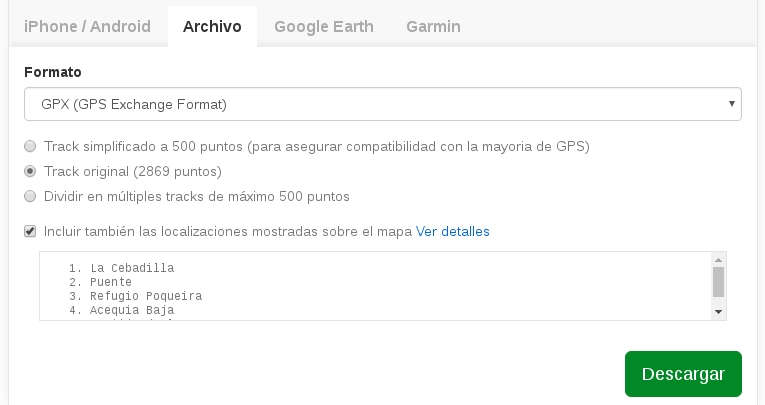 iPhone / Android Archivo Google Earth Garmin
Formato
GPX (GPS Exchange Format)
Track simplificado a 500 puntos (para asegurar compatibilidad con la mayoria de GPS)
Track original (2869 puntos)
Dividir en múltiples tracks de máximo 500 puntos
Incluir también las localizaciones mostradas sobre el mapa Ver detalles
1. La Cebadilla
2. Puente
3. Refugio Poqueira
4. Acequia Baja
Descargar